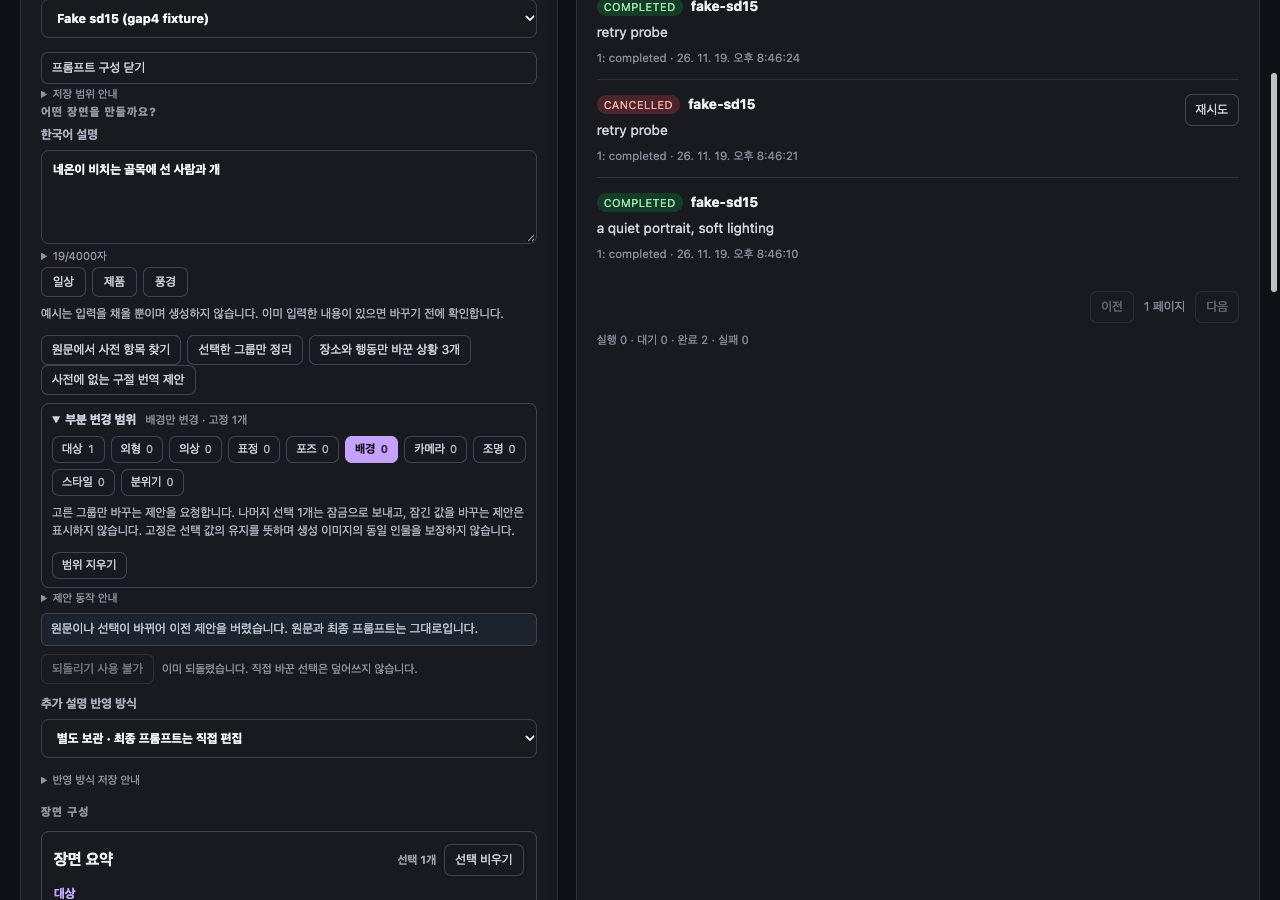 Fake sd15 (gap4 fixture)
프롬프트 구성 닫기
저장 범위 안내
어떤 장면을 만들까요?
한국어 설명
네온이 비치는 골목에 선 사람과 개
19/4000자
일상 제품 풍경
예시는 입력을 채울 뿐이며 생성하지 않습니다. 이미 입력한 내용이 있으면 바꾸기 전에 확인합니다.
원문에서 사전 항목 찾기 선택한 그룹만 정리 장소와 행동만 바꾼 상황 3개
사전에 없는 구절 번역 제안
부분 변경 범위 배경만 변경 · 고정 1개
대상 1 외형 0 의상 0 표정 0 포즈 0 배경 0 카메라 0 조명 0
스타일 0 분위기 0
고른 그룹만 바꾸는 제안을 요청합니다. 나머지 선택 1개는 잠금으로 보내고, 잠긴 값을 바꾸는 제안은
표시하지 않습니다. 고정은 선택 값의 유지를 뜻하며 생성 이미지의 동일 인물을 보장하지 않습니다.
범위 지우기
제안 동작 안내
원문이나 선택이 바뀌어 이전 제안을 버렸습니다. 원문과 최종 프롬프트는 그대로입니다.
되돌리기 사용 불가 이미 되돌렸습니다. 직접 바꾼 선택은 덮어쓰지 않습니다.
추가 설명 반영 방식
별도 보관 · 최종 프롬프트는 직접 편집
반영 방식 저장 안내
장면 구성
장면 요약 선택 1개 선택 비우기
대상
COMPLETED fake-sd15
retry probe
1: completed · 26. 11. 19. 오후 8:46:24
CANCELLED fake-sd15 재시도
retry probe
1: completed · 26. 11. 19. 오후 8:46:21
COMPLETED fake-sd15
a quiet portrait, soft lighting
1: completed · 26. 11. 19. 오후 8:46:10
이전 1 페이지 다음
실행 0 · 대기 0 · 완료 2 · 실패 0